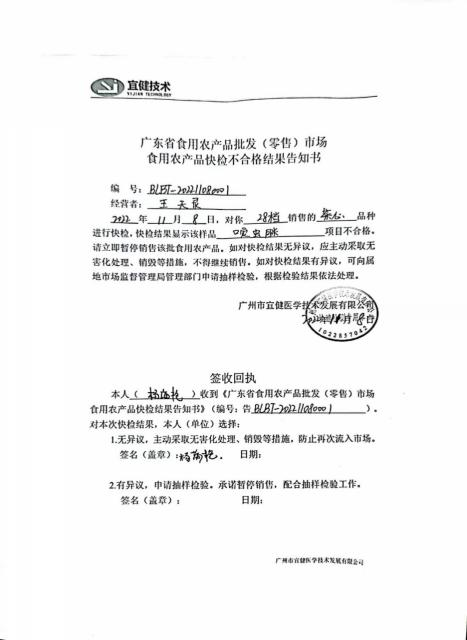 宜健技术
YIJIAN TECHNOLOGY
广东省食用农产品批发（零售）市场
食用农产品快检不合格结果告知书
编 号：BLBT-202211080001
经营者：王天良
2022 年 11 月 8 日，对你 28档 销售的 菜心 品种
进行快检，快检结果显示该样品 啶虫脒 项目不合格。
请立即暂停销售该批食用农产品。如对快检结果无异议，应主动采取无
害化处理、销毁等措施，不得继续销售。如对快检结果有异议，可向属
地市场监督管理局管理部门申请抽样检验，根据检验结果依法处理。
广州市宜健医学技术发展有限公司
2022年11月8日
1022857042
签收回执
本人（ ）收到《广东省食用农产品批发（零售）市场
食用农产品快检结果告知书》（编号：告BLBT-202211080001 ）。
对本次快检结果，本人（单位）选择：
1.无异议，主动采取无害化处理、销毁等措施，防止再次流入市场。
签名（盖章）： 日期：
2.有异议，申请抽样检验。承诺暂停销售，配合抽样检验工作。
签名（盖章）： 日期：
广州市宜健医学技术发展有限公司